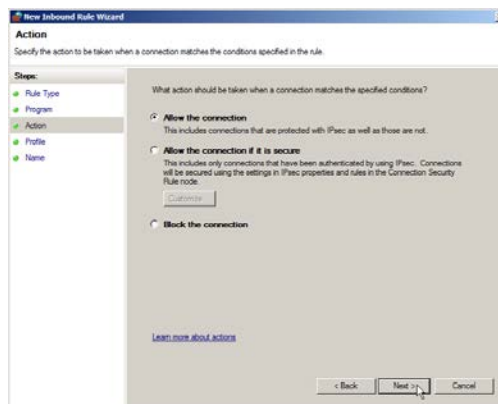 New Inbound Rule Wizard
Action
Specify the action to be taken when a connection matches the conditions specified in the rule.
Steps:
Rule Type
Program
Action
Profile
Name
What action should be taken when a connection matches the specified conditions?
Allow the connection
This includes connections that are protected with IPsec as well as those are not.
Allow the connection if it is secure
This includes only connections that have been authenticated by using IPsec. Connections
will be secured using the settings in IPsec properties and rules in the Connection Security
Rule node.
Customize
Block the connection
Learn more about actions
< Back
Next >
Cancel